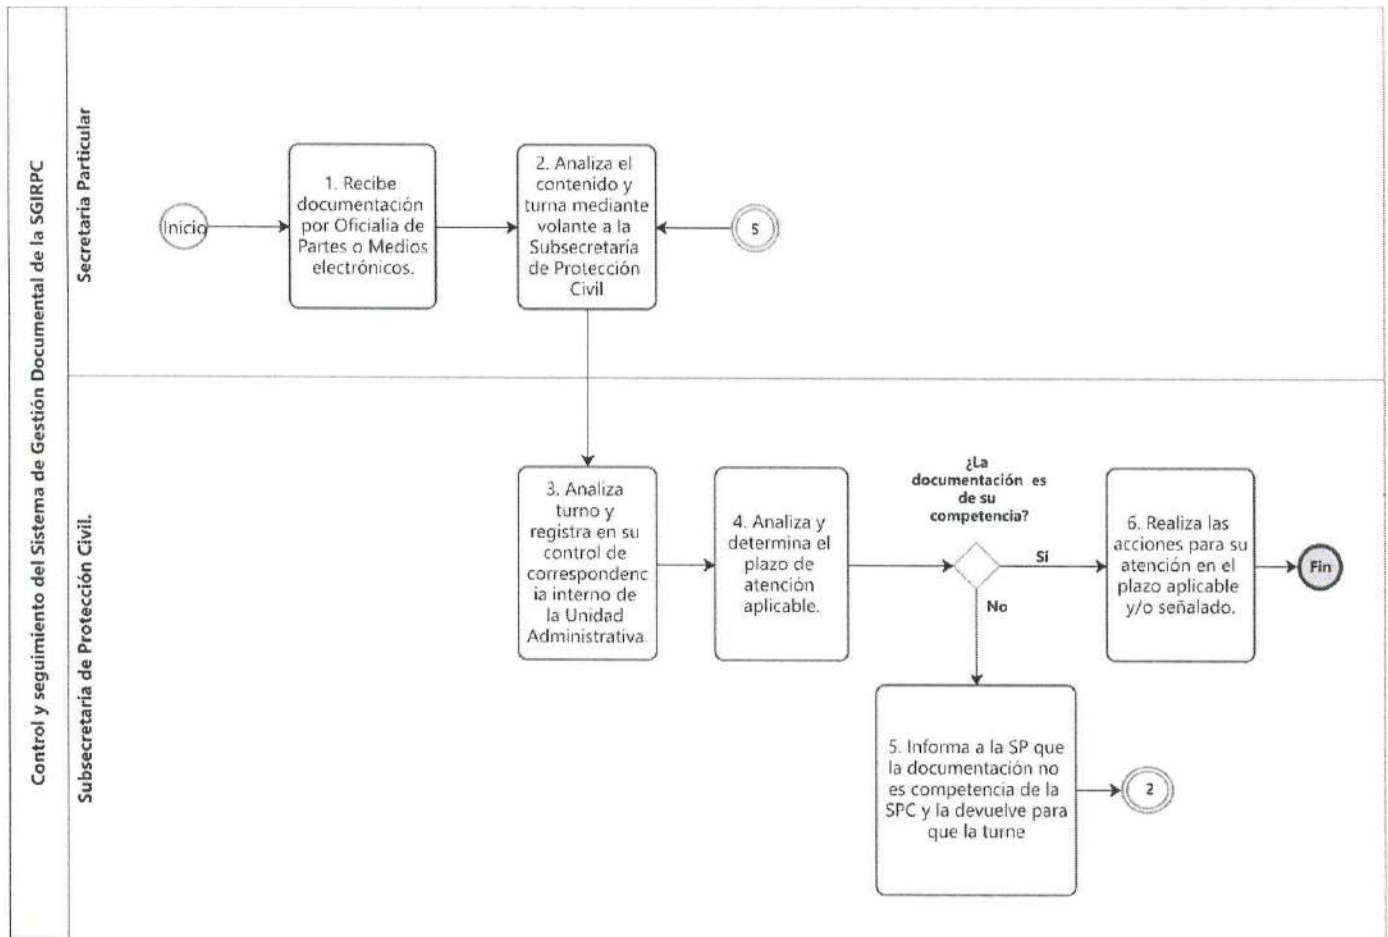 Control y seguimiento del Sistema de Gestión Documental de la SGIRPC
Secretaria Particular
Inicio
1. Recibe
documentación
por Oficialia de
Partes o Medios
electrónicos.
2. Analiza el
contenido y
turna mediante
volante a la
Subsecretaría
de Protección
Civil
5
Subsecretaria de Protección Civil.
3. Analiza
turno y
registra en su
control de
correspondenc
ia interno de
la Unidad
Administrativa.
4. Analiza y
determina el
plazo de
atención
aplicable.
¿La
documentación es
de su
competencia?
Sí
No
6. Realiza las
acciones para su
atención en el
plazo aplicable
y/o señalado.
Fin
5. Informa a la SP que
la documentación no
es competencia de la
SPC y la devuelve para
que la turne
2